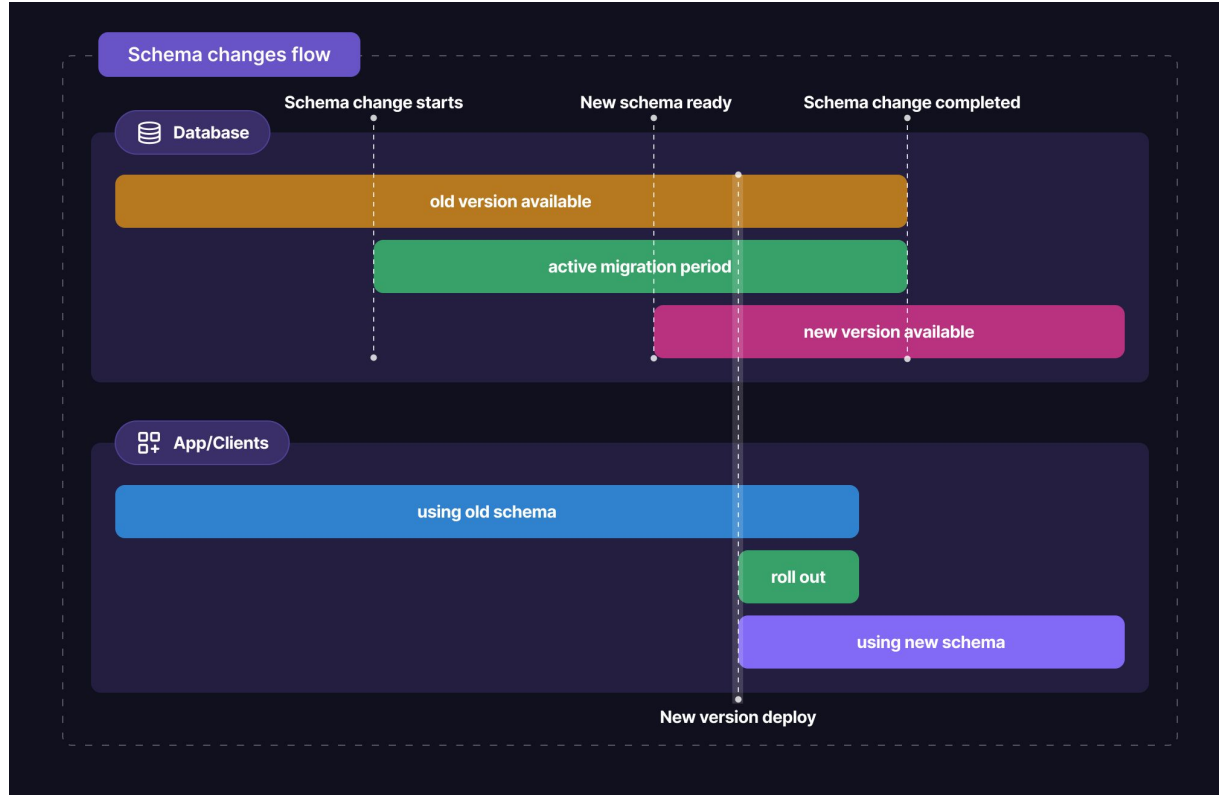 Schema changes flow
Schema change starts
New schema ready
Schema change completed
Database
old version available
active migration period
new version available
App/Clients
using old schema
roll out
using new schema
New version deploy